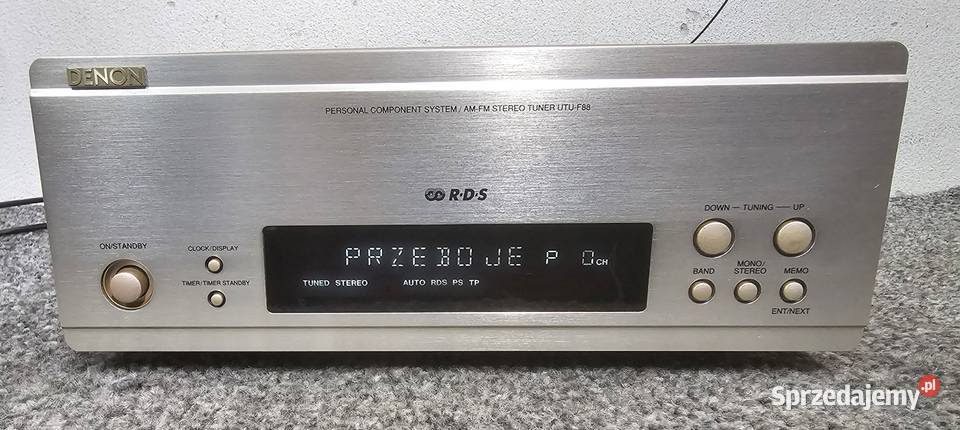 DENON
PERSONAL COMPONENT SYSTEM / AM-FM STEREO TUNER UTU-F88
R·D·S
DOWN — TUNING — UP
ON/STANDBY
CLOCK/DISPLAY
PRZEBOJE P 0CH
BAND
MONO/
STEREO
MEMO
TIMER/TIMER STANDBY
TUNED STEREO AUTO RDS PS TP
ENT/NEXT
Sprzedajemy.pl